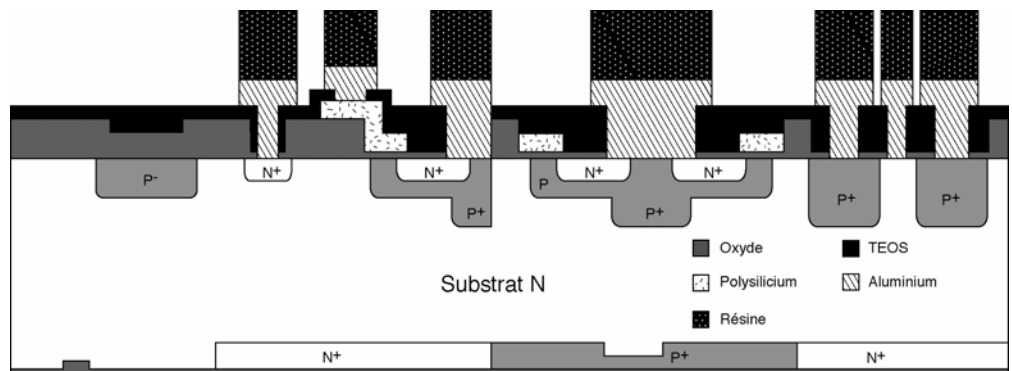 P-
N+
N+
P+
P
N+
N+
P+
P+
P+
Oxyde
TEOS
Substrat N
Polysilicium
Aluminium
Résine
N+
P+
N+